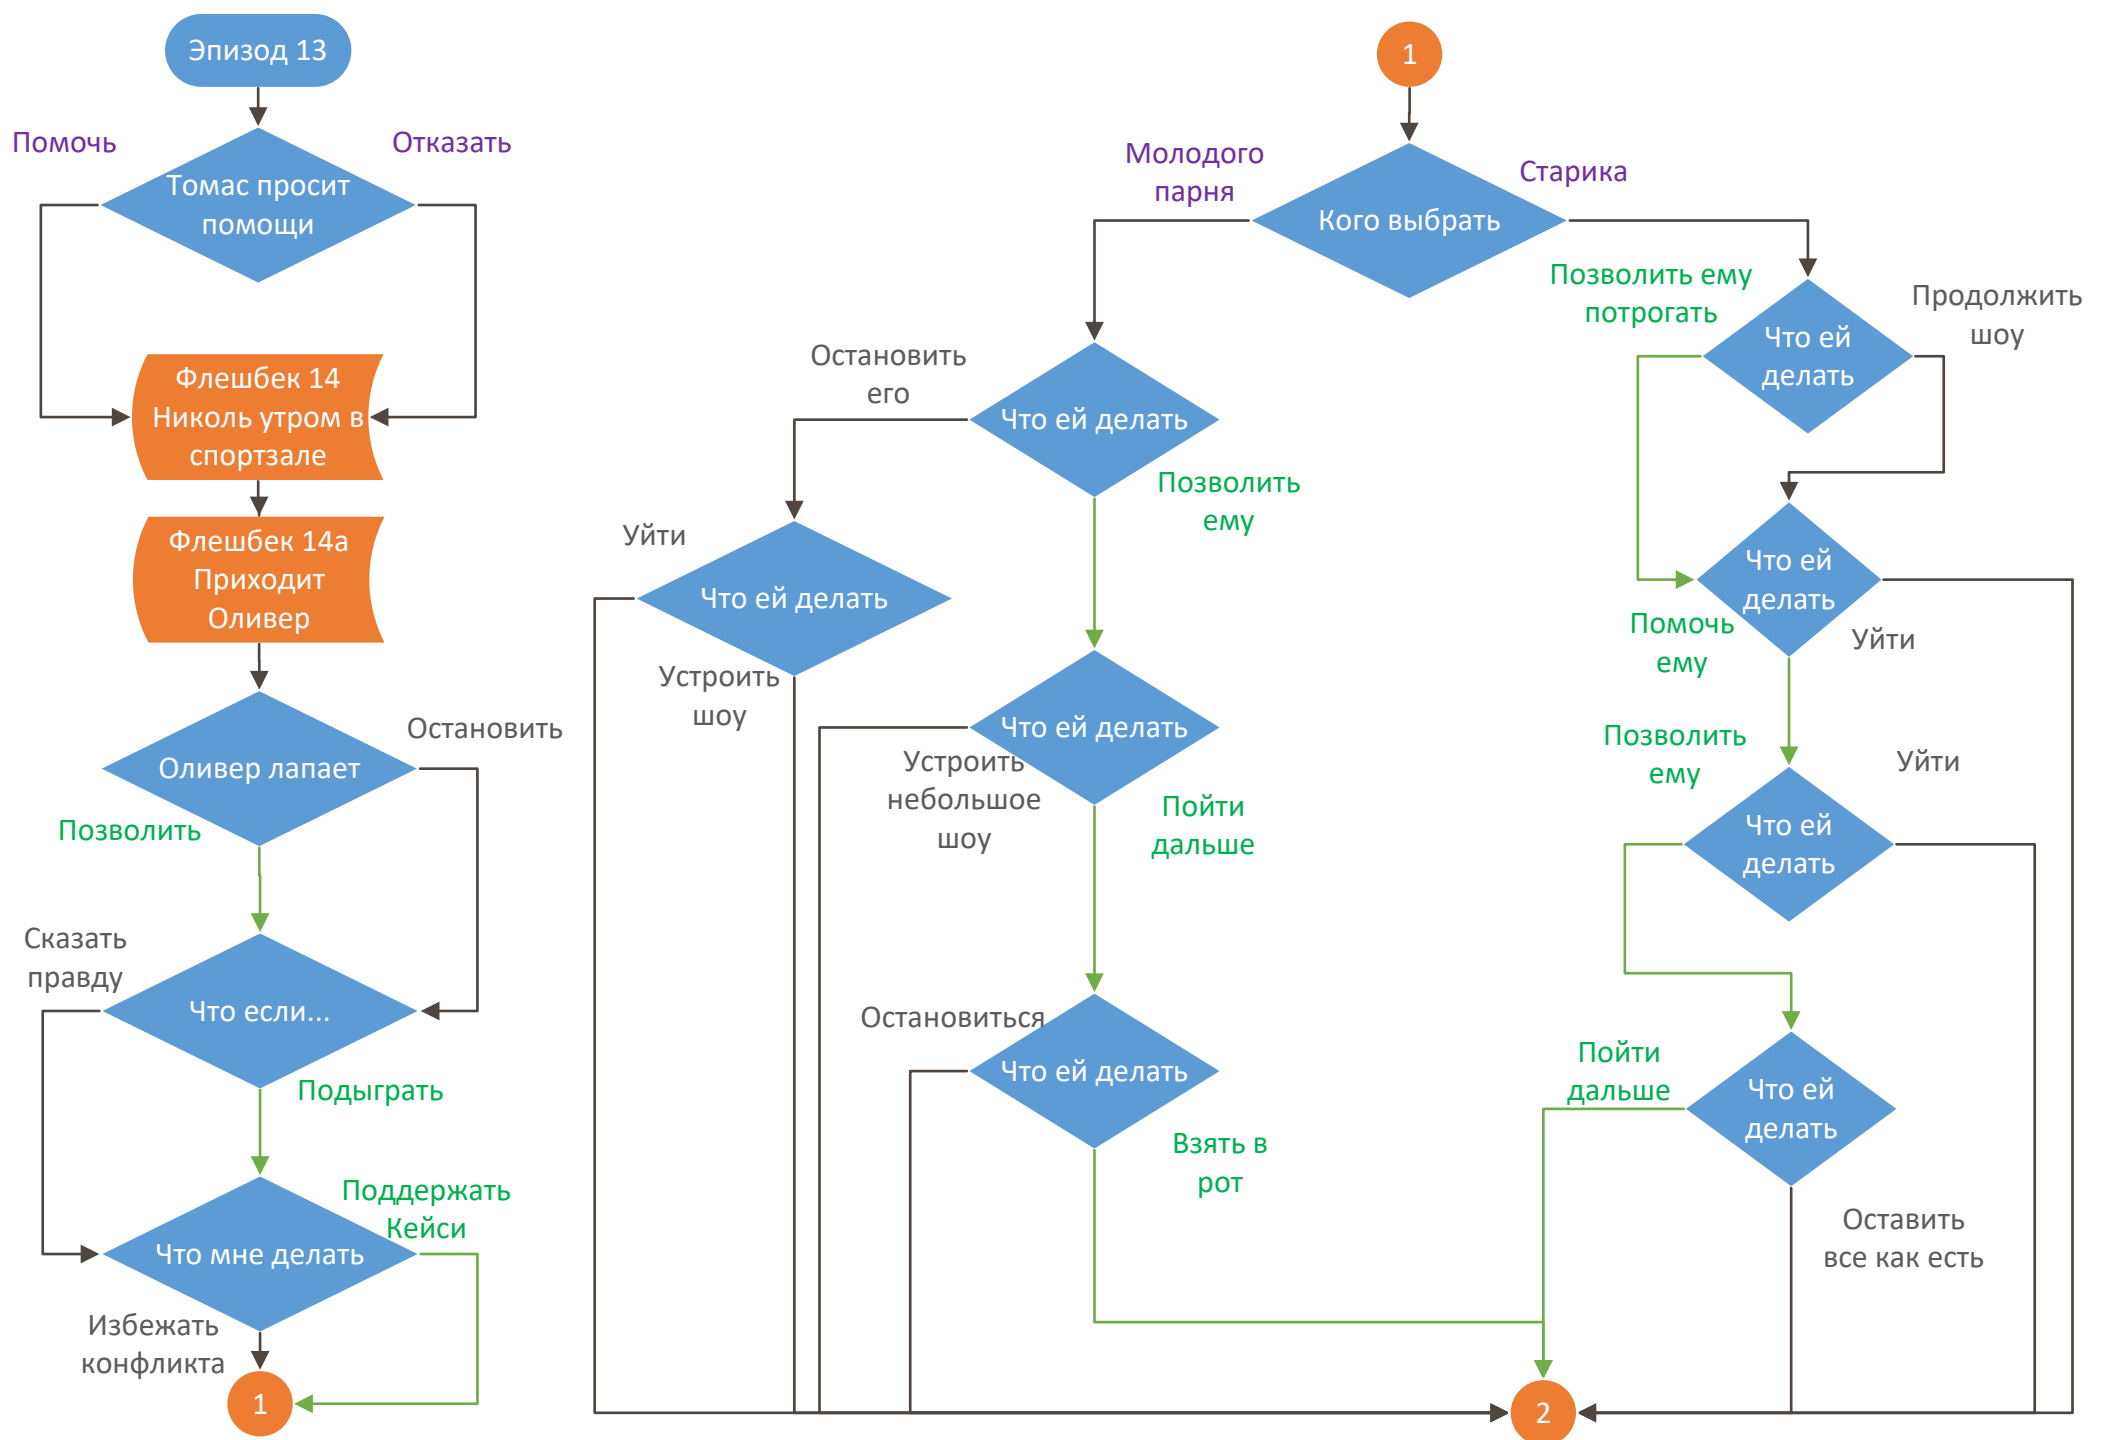 Эпизод 13
Помочь
Отказать
Томас просит
помощи
Флешбек 14
Николь утром в
спортзале
Флешбек 14а
Приходит
Оливер
Остановить
Оливер лапает
Позволить
Сказать
правду
Что если...
Подыграть
Поддержать
Кейси
Что мне делать
Избежать
конфликта
1
1
Молодого
парня
Старика
Кого выбрать
Остановить
его
Что ей делать
Позволить
ему
Уйти
Что ей делать
Устроить
шоу
Что ей делать
Устроить
небольшое
шоу
Пойти
дальше
Остановиться
Что ей делать
Взять в
рот
Позволить ему
потрогать
Продолжить
шоу
Что ей
делать
Что ей
делать
Помочь
ему
Уйти
Позволить
ему
Уйти
Что ей
делать
Пойти
дальше
Что ей
делать
Оставить
все как есть
2